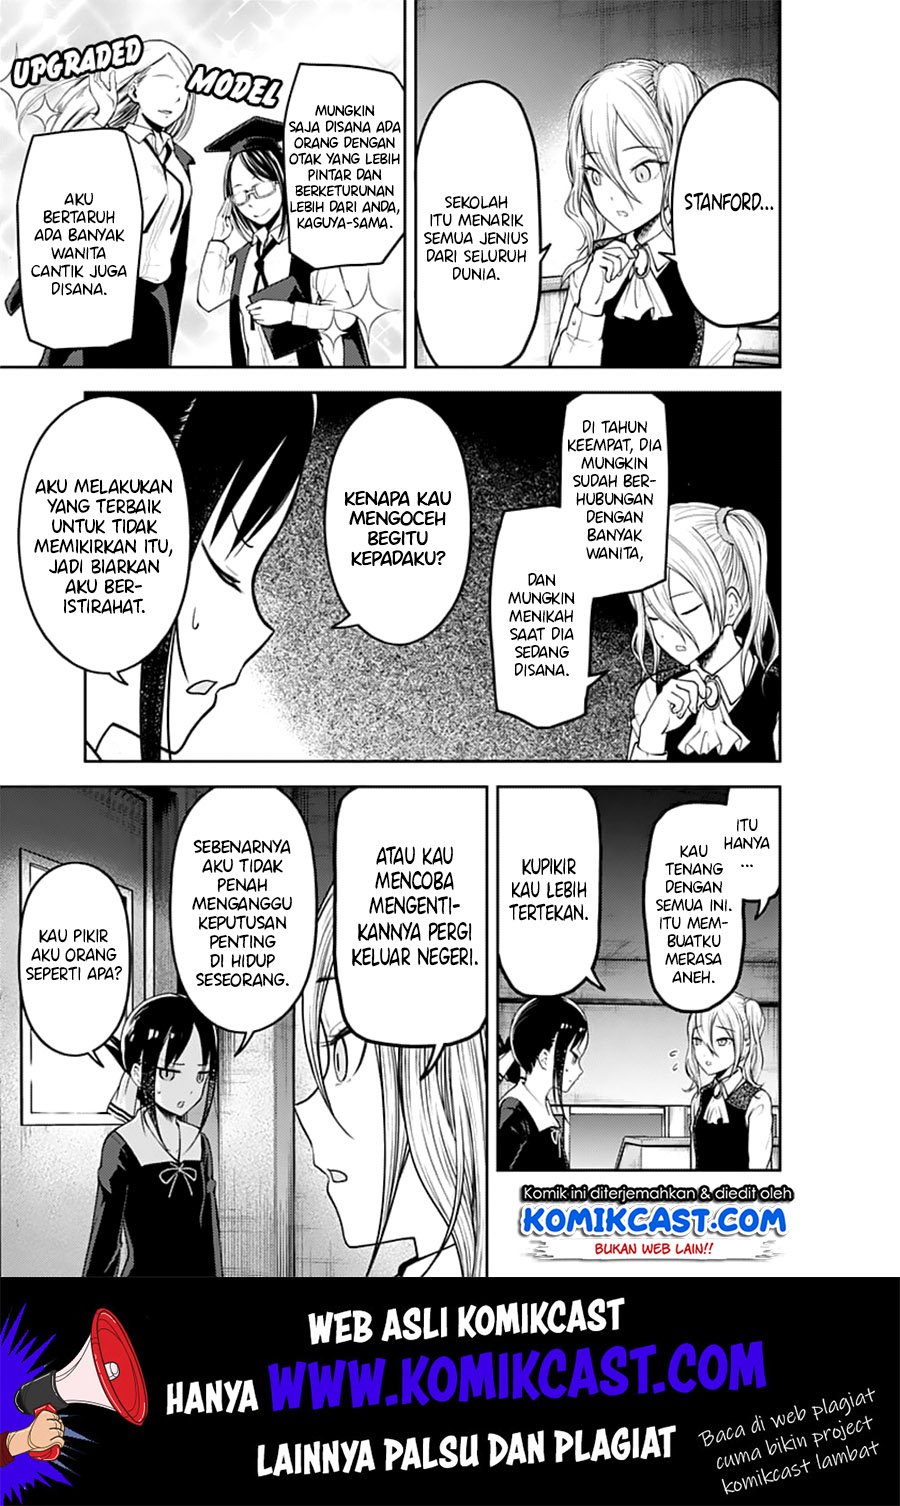 STANFORD...
SEKOLAH
ITU MENARIK
SEMUA JENIUS
DARI SELURUH
DUNIA.
UPGRADED
MODEL
MUNGKIN
SAJA DISANA ADA
ORANG DENGAN
OTAK YANG LEBIH
PINTAR DAN
BERKETURUNAN
LEBIH DARI ANDA,
KAGUYA-SAMA.
AKU
BERTARUH
ADA BANYAK
WANITA
CANTIK JUGA
DISANA.
DI TAHUN
KEEMPAT, DIA
MUNGKIN
SUDAH BER-
HUBUNGAN
DENGAN
BANYAK
WANITA,
DAN
MUNGKIN
MENIKAH
SAAT DIA
SEDANG
DISANA.
KENAPA KAU
MENGOCEH
BEGITU
KEPADAKU?
AKU MELAKUKAN
YANG TERBAIK
UNTUK TIDAK
MEMIKIRKAN ITU,
JADI BIARKAN
AKU BER-
ISTIRAHAT.
ITU
HANYA
...
KAU
TENANG
DENGAN
SEMUA INI.
ITU MEM-
BUATKU
MERASA
ANEH.
KUPIKIR
KAU LEBIH
TERTEKAN.
ATAU KAU
MENCOBA
MENGENTI-
KANNYA PERGI
KELUAR NEGERI.
SEBENARNYA
AKU TIDAK
PENAH
MENGANGGU
KEPUTUSAN
PENTING
DI HIDUP
SESEORANG.
KAU PIKIR
AKU ORANG
SEPERTI APA?
Komik ini diterjemahkan & diedit oleh
KOMIKCAST.COM
BUKAN WEB LAIN!!
WEB ASLI KOMIKCAST
HANYA WWW.KOMIKCAST.COM
LAINNYA PALSU DAN PLAGIAT
Baca di web plagiat
cuma bikin project
komikcast lambat